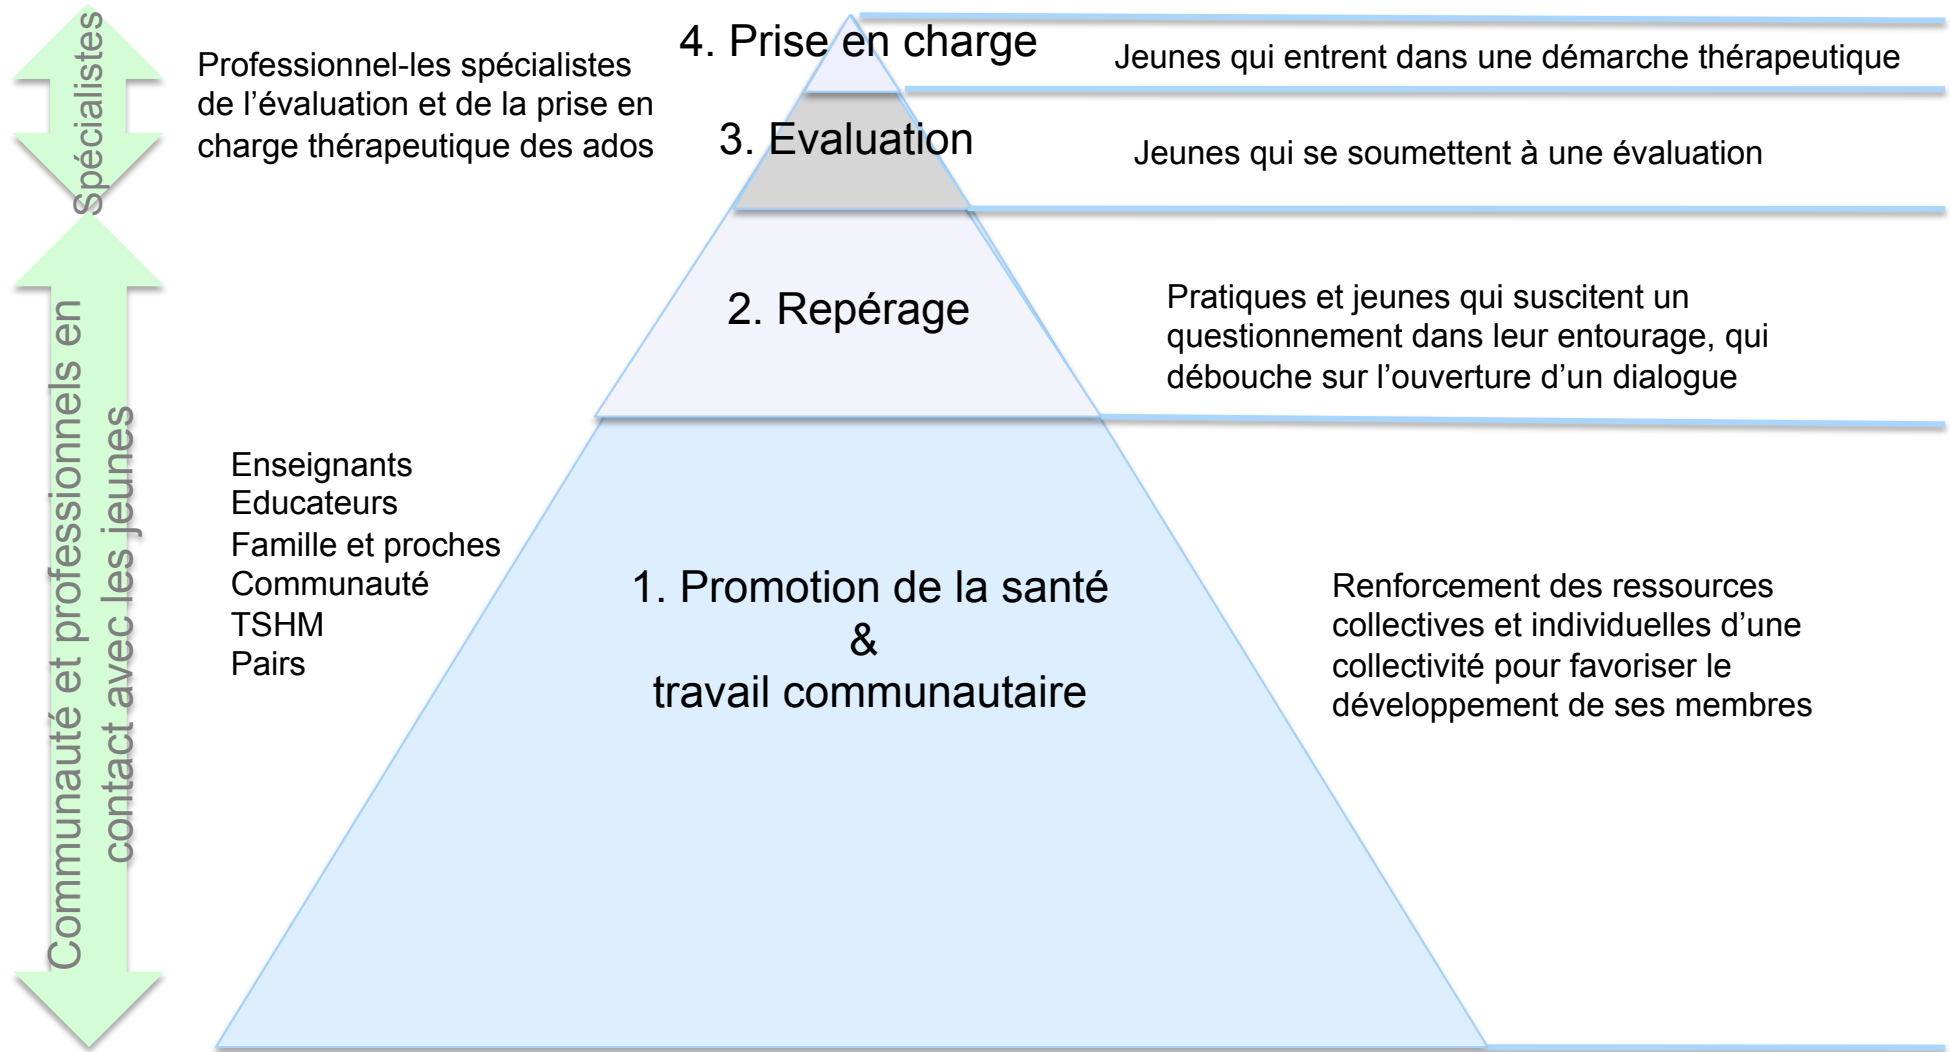 Spécialistes
Professionnel-les spécialistes
de l’évaluation et de la prise en
charge thérapeutique des ados
4. Prise en charge
Jeunes qui entrent dans une démarche thérapeutique
3. Evaluation
Jeunes qui se soumettent à une évaluation
2. Repérage
Pratiques et jeunes qui suscitent un
questionnement dans leur entourage, qui
débouche sur l’ouverture d’un dialogue
Communauté et professionnels en
contact avec les jeunes
Enseignants
Educateurs
Famille et proches
Communauté
TSHM
Pairs
1. Promotion de la santé
&
travail communautaire
Renforcement des ressources
collectives et individuelles d’une
collectivité pour favoriser le
développement de ses membres